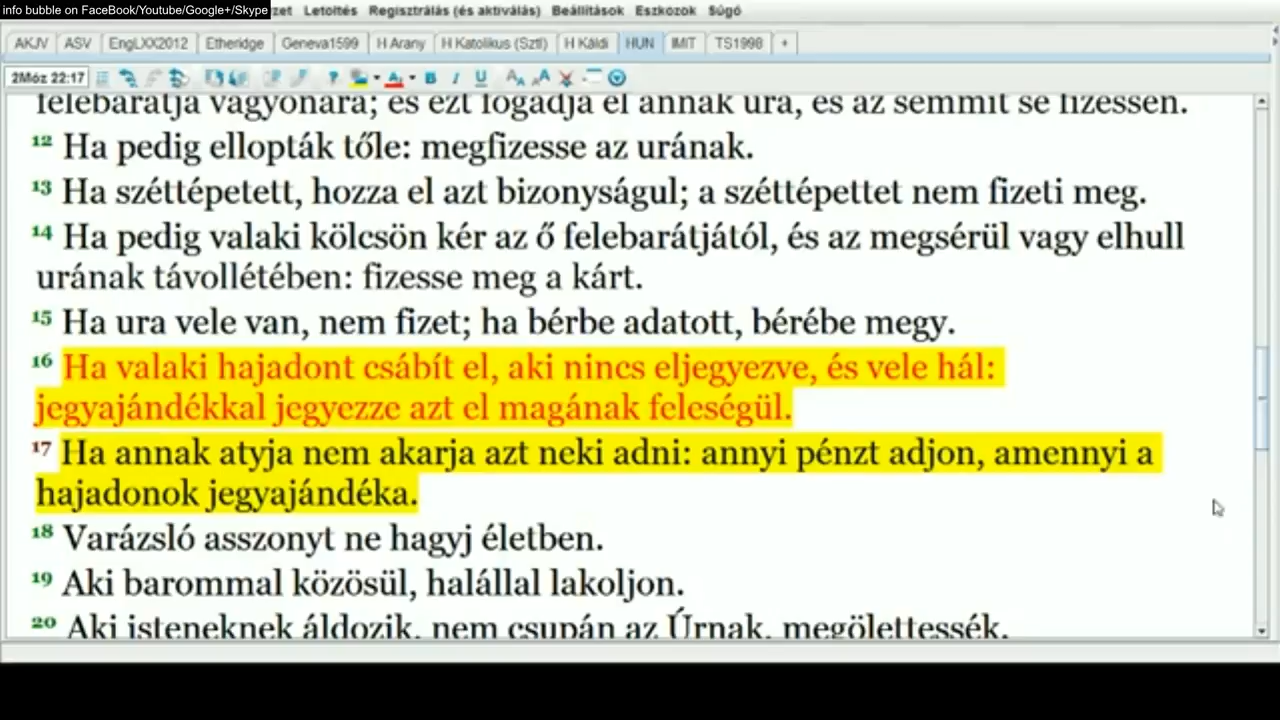 info bubble on FaceBook/Youtube/Google+/Skype
zet Letoltés Regisztrálás (és aktiválás) Beállítások Eszközok Súgó
AKJV ASV EngLXX2012 Etheridge Geneva1599 H Arany H Katolikus (SztI) H Káldi HUN IMIT TS1998 +
2Móz 22:17 ? A B I U
felebarátja vagyonára; és ezt fogadja el annak ura, és az semmit se fizessen.
12 Ha pedig ellopták tőle: megfizesse az urának.
13 Ha széttépetett, hozza el azt bizonyságul; a széttépettet nem fizeti meg.
14 Ha pedig valaki kölcsön kér az ő felebarátjától, és az megsérül vagy elhull
urának távollétében: fizesse meg a kárt.
15 Ha ura vele van, nem fizet; ha bérbe adatott, bérébe megy.
16 Ha valaki hajadont csábít el, aki nincs eljegyezve, és vele hál:
jegyajándékkal jegyezze azt el magának feleségül.
17 Ha annak atyja nem akarja azt neki adni: annyi pénzt adjon, amennyi a
hajadonok jegyajándéka.
18 Varázsló asszonyt ne hagyj életben.
19 Aki barommal közösül, halállal lakoljon.
20 Aki isteneknek áldozik, nem csupán az Úrnak, megölettessék.